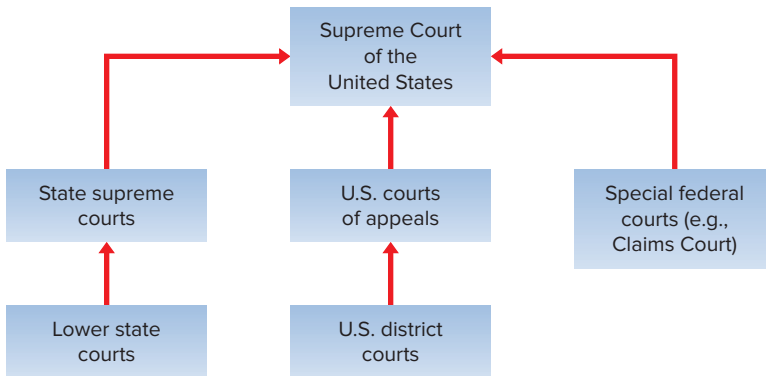 Supreme Court
of the
United States
State supreme
courts
U.S. courts
of appeals
Special federal
courts (e.g.,
Claims Court)
Lower state
courts
U.S. district
courts